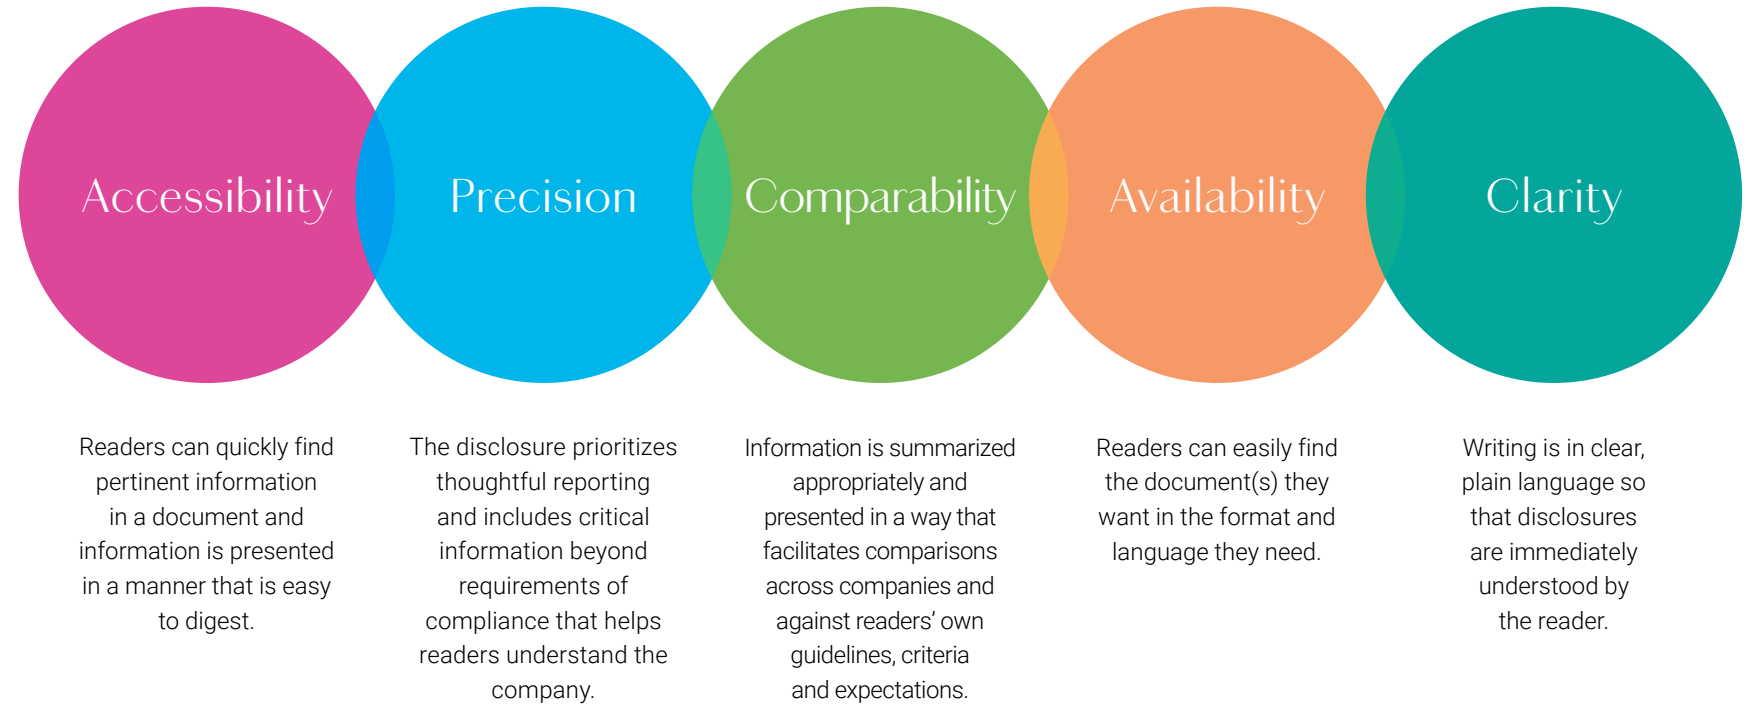 Accessibility
Precision
Comparability
Availability
Clarity
Readers can quickly find
pertinent information
in a document and
information is presented
in a manner that is easy
to digest.
The disclosure prioritizes
thoughtful reporting
and includes critical
information beyond
requirements of
compliance that helps
readers understand the
company.
Information is summarized
appropriately and
presented in a way that
facilitates comparisons
across companies and
against readers’ own
guidelines, criteria
and expectations.
Readers can easily find
the document(s) they
want in the format and
language they need.
Writing is in clear,
plain language so
that disclosures
are immediately
understood by
the reader.